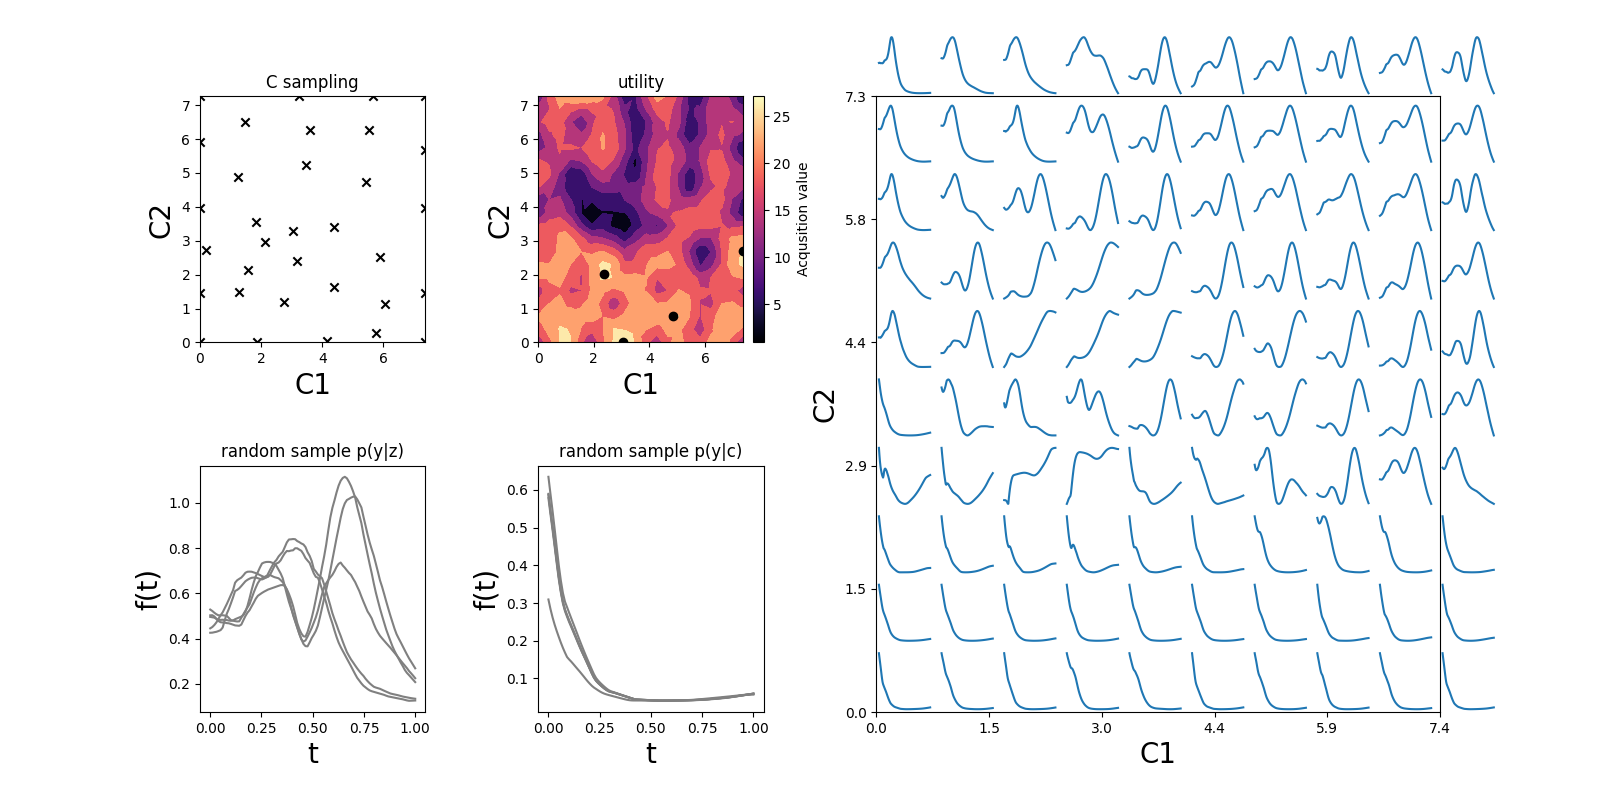 C sampling
7
6
5
4
3
2
1
0
C2
0
2
4
6
C1
utility
7
6
5
4
3
2
1
0
C2
0
2
4
6
C1
25
20
15
10
5
Acqusition value
random sample p(y|z)
1.0
0.8
0.6
0.4
0.2
f(t)
0.00 0.25 0.50 0.75 1.00
t
random sample p(y|c)
0.6
0.5
0.4
0.3
0.2
0.1
f(t)
0.00 0.25 0.50 0.75 1.00
t
7.3
5.8
4.4
2.9
1.5
0.0
C2
0.0 1.5 3.0 4.4 5.9 7.4
C1